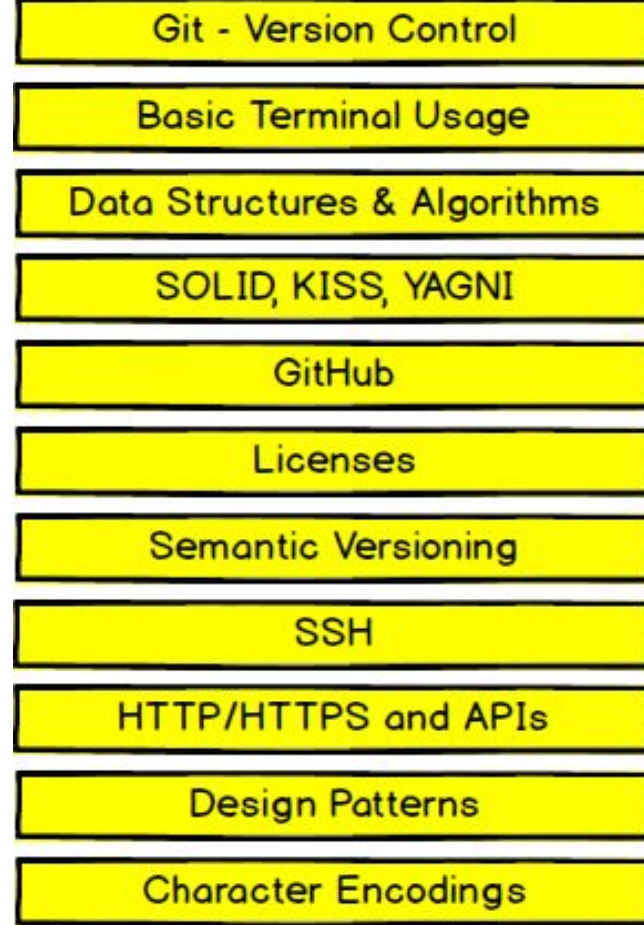 Git - Version Control
Basic Terminal Usage
Data Structures & Algorithms
SOLID, KISS, YAGNI
GitHub
Licenses
Semantic Versioning
SSH
HTTP/HTTPS and APIs
Design Patterns
Character Encodings